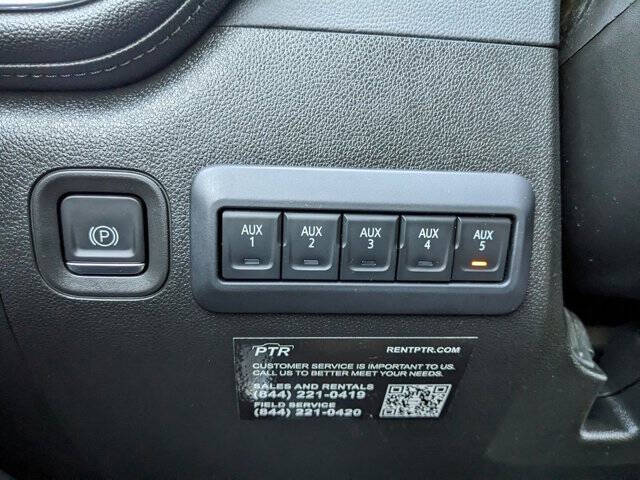 P
AUX
1
AUX
2
AUX
3
AUX
4
AUX
5
PTR
RENTPTR.COM
CUSTOMER SERVICE IS IMPORTANT TO US.
CALL US TO BETTER MEET YOUR NEEDS.
SALES AND RENTALS
(844) 221-0419
FIELD SERVICE
(844) 221-0420